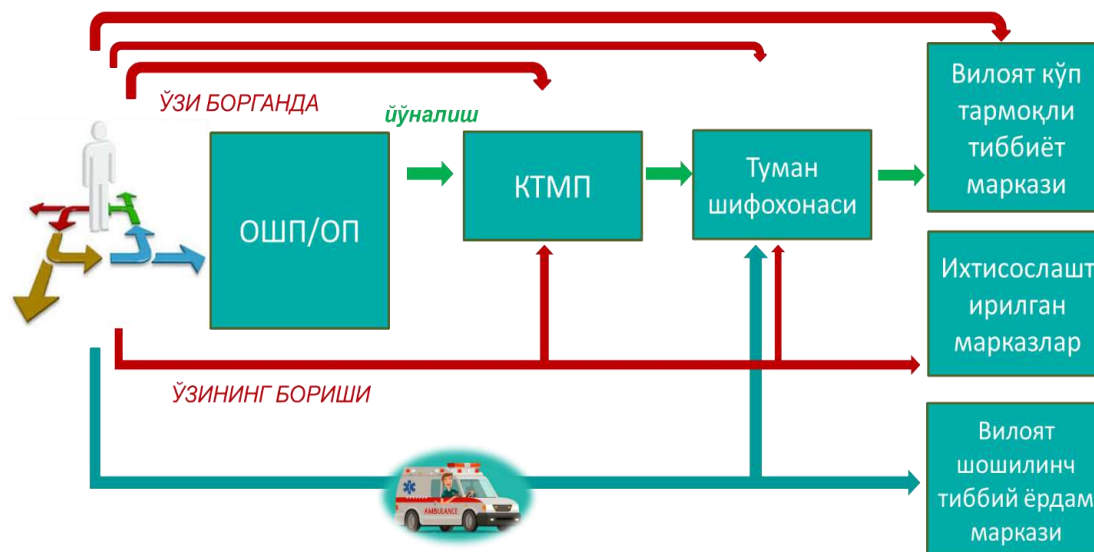 ЎЗИ БОРГАНДА
йўналиш
ОШП/ОП
КТМП
Туман
шифохонаси
Вилоят кўп
тармоқли
тиббиёт
маркази
Ихтисослашт
ирилган
марказлар
ЎЗИНИНГ БОРИШИ
AMBULANCE
Вилоят
шошилинч
тиббий ёрдам
маркази